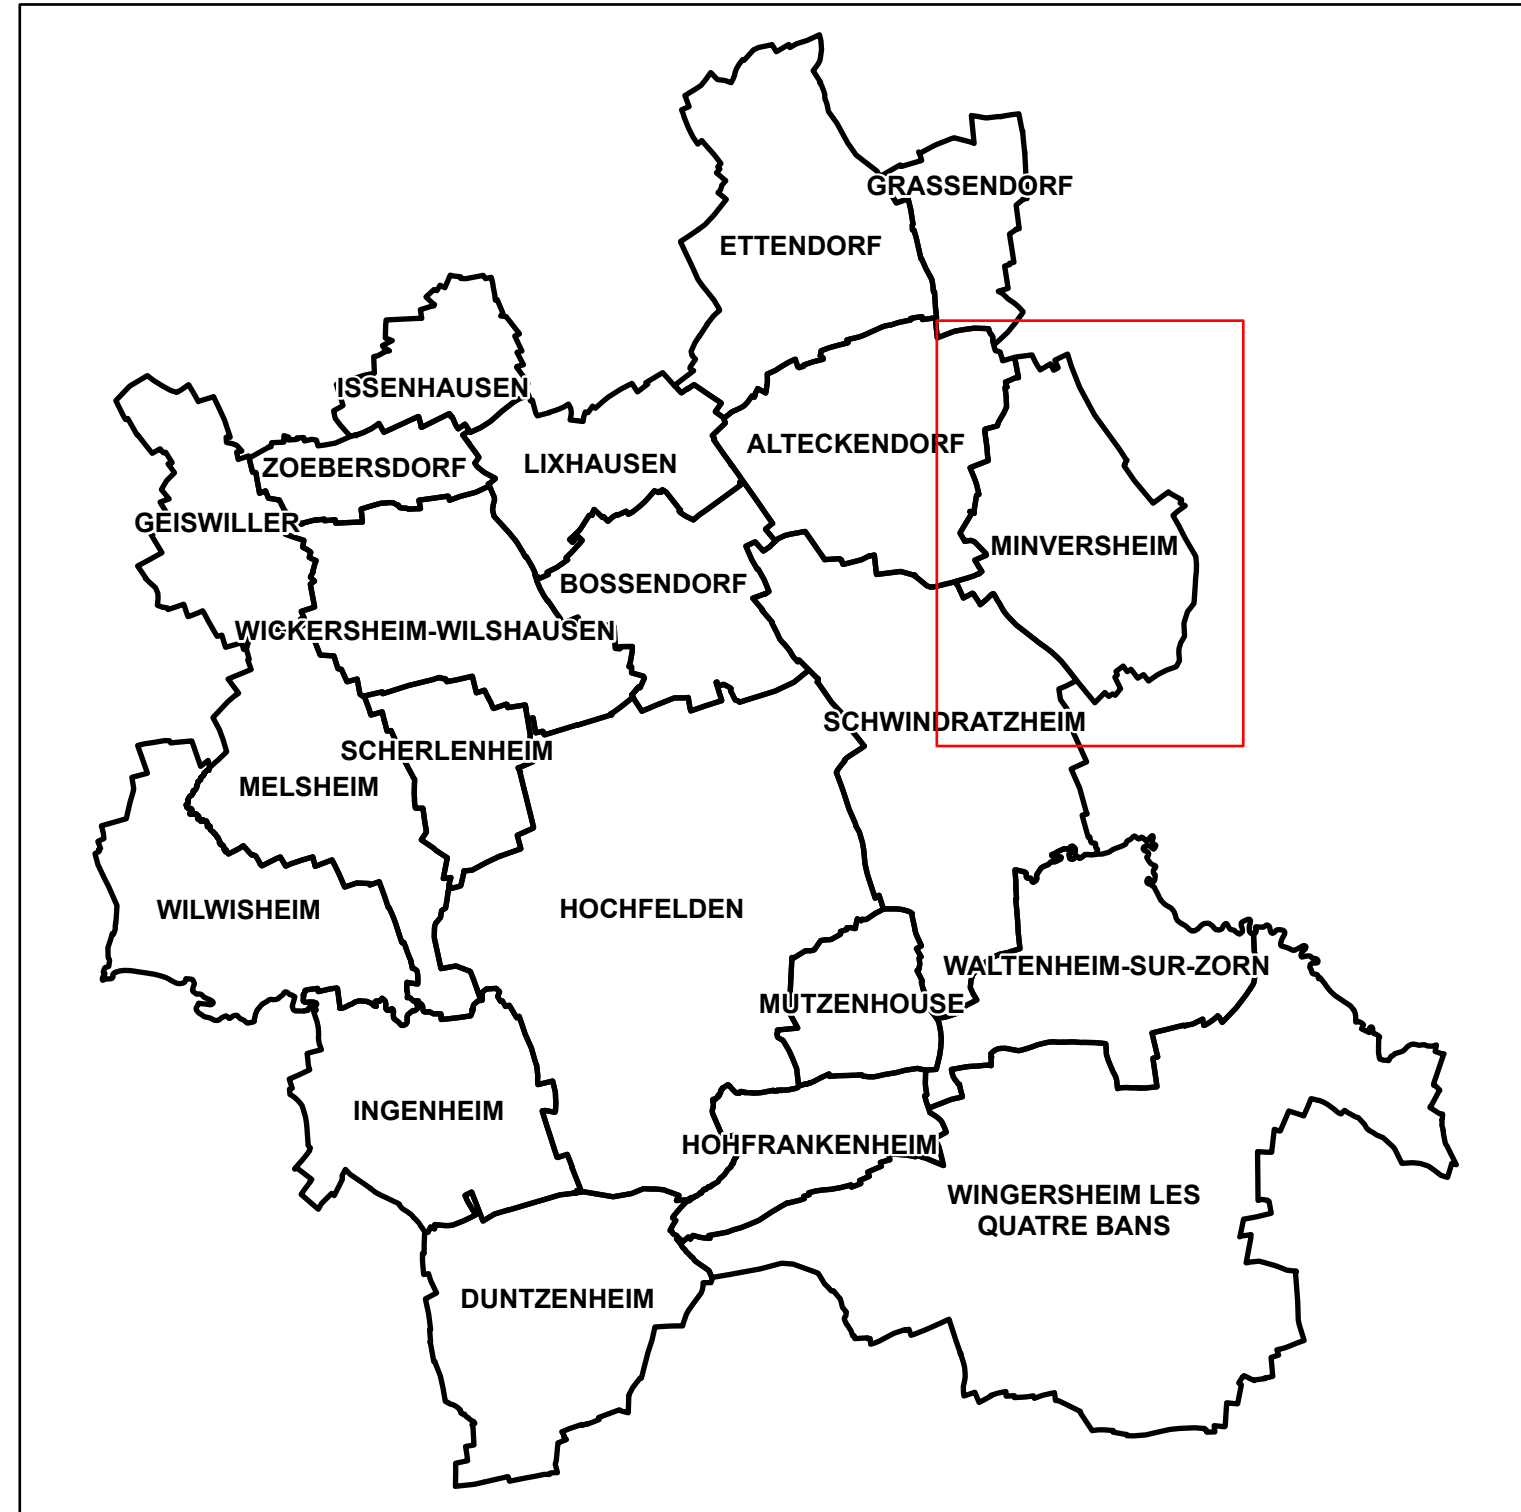 GRASSENDORF
ETTENDORF
ISSENHAUSEN
ALTECKENDORF
LIXHAUSEN
ZOEBERSDORF
GEISWILLER
MINVERSHEIM
BOSSENDORF
WICKERSHEIM-WILSHAUSEN
SCHWINDRATZHEIM
SCHERLENHEIM
MELSHEIM
WILWISHEIM
HOCHFELDEN
WALTENHEIM-SUR-ZORN
MUTZENHOUSE
INGENHEIM
HOHFRANKENHEIM
WINGERSHEIM LES
QUATRE BANS
DUNTZENHEIM